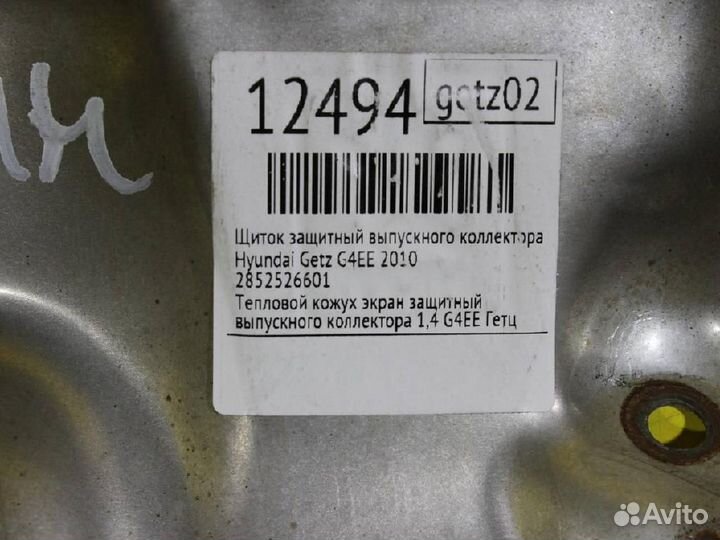 12494
getz02
Щиток защитный выпускного коллектора
Hyundai Getz G4EE 2010
2852526601
Тепловой кожух экран защитный
выпускного коллектора 1,4 G4EE Гетц
Avito